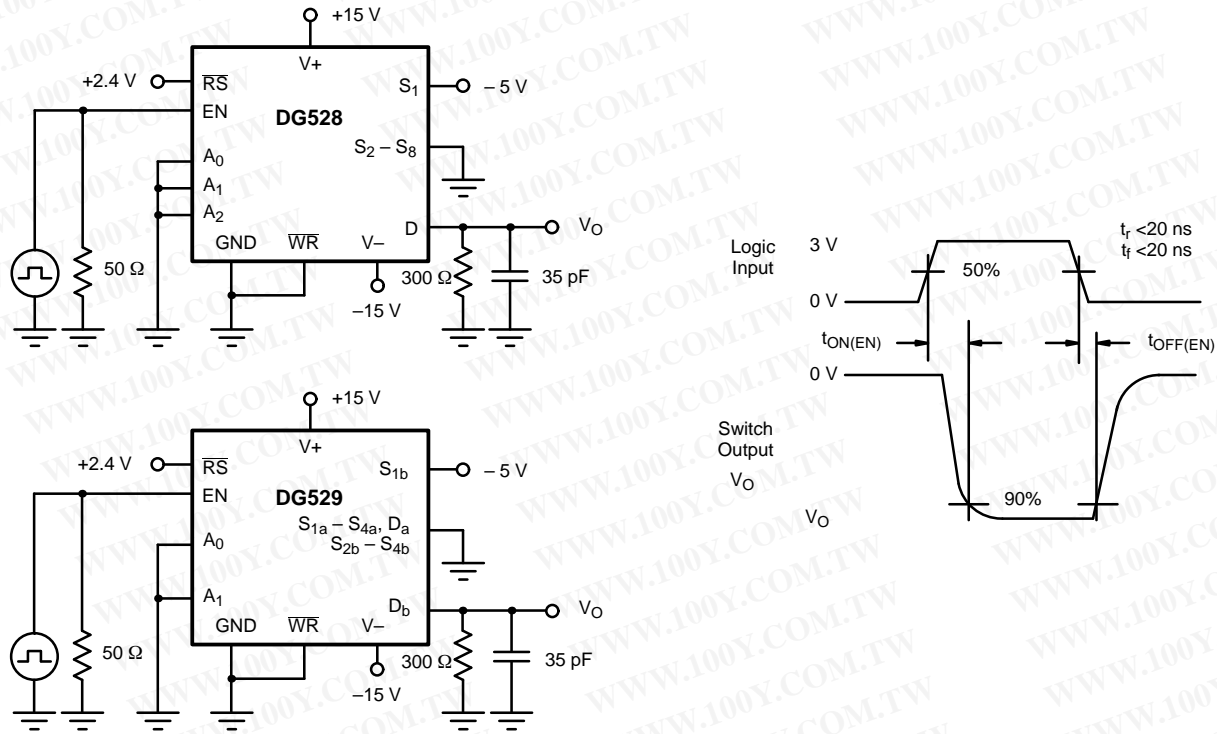 +15 V
V+
+2.4 V
RS
EN
DG528
S1
– 5 V
S2 – S8
A0
A1
A2
D
VO
GND
WR
V–
50 Ω
300 Ω
35 pF
–15 V
+15 V
V+
+2.4 V
RS
EN
DG529
S1b
– 5 V
S1a – S4a, Da
S2b – S4b
A0
A1
Db
VO
GND
WR
V–
50 Ω
300 Ω
35 pF
–15 V
Logic
Input
3 V
50%
tr <20 ns
tf <20 ns
0 V
tON(EN)
tOFF(EN)
0 V
Switch
Output
VO
VO
90%
WWW.100Y.COM.TW